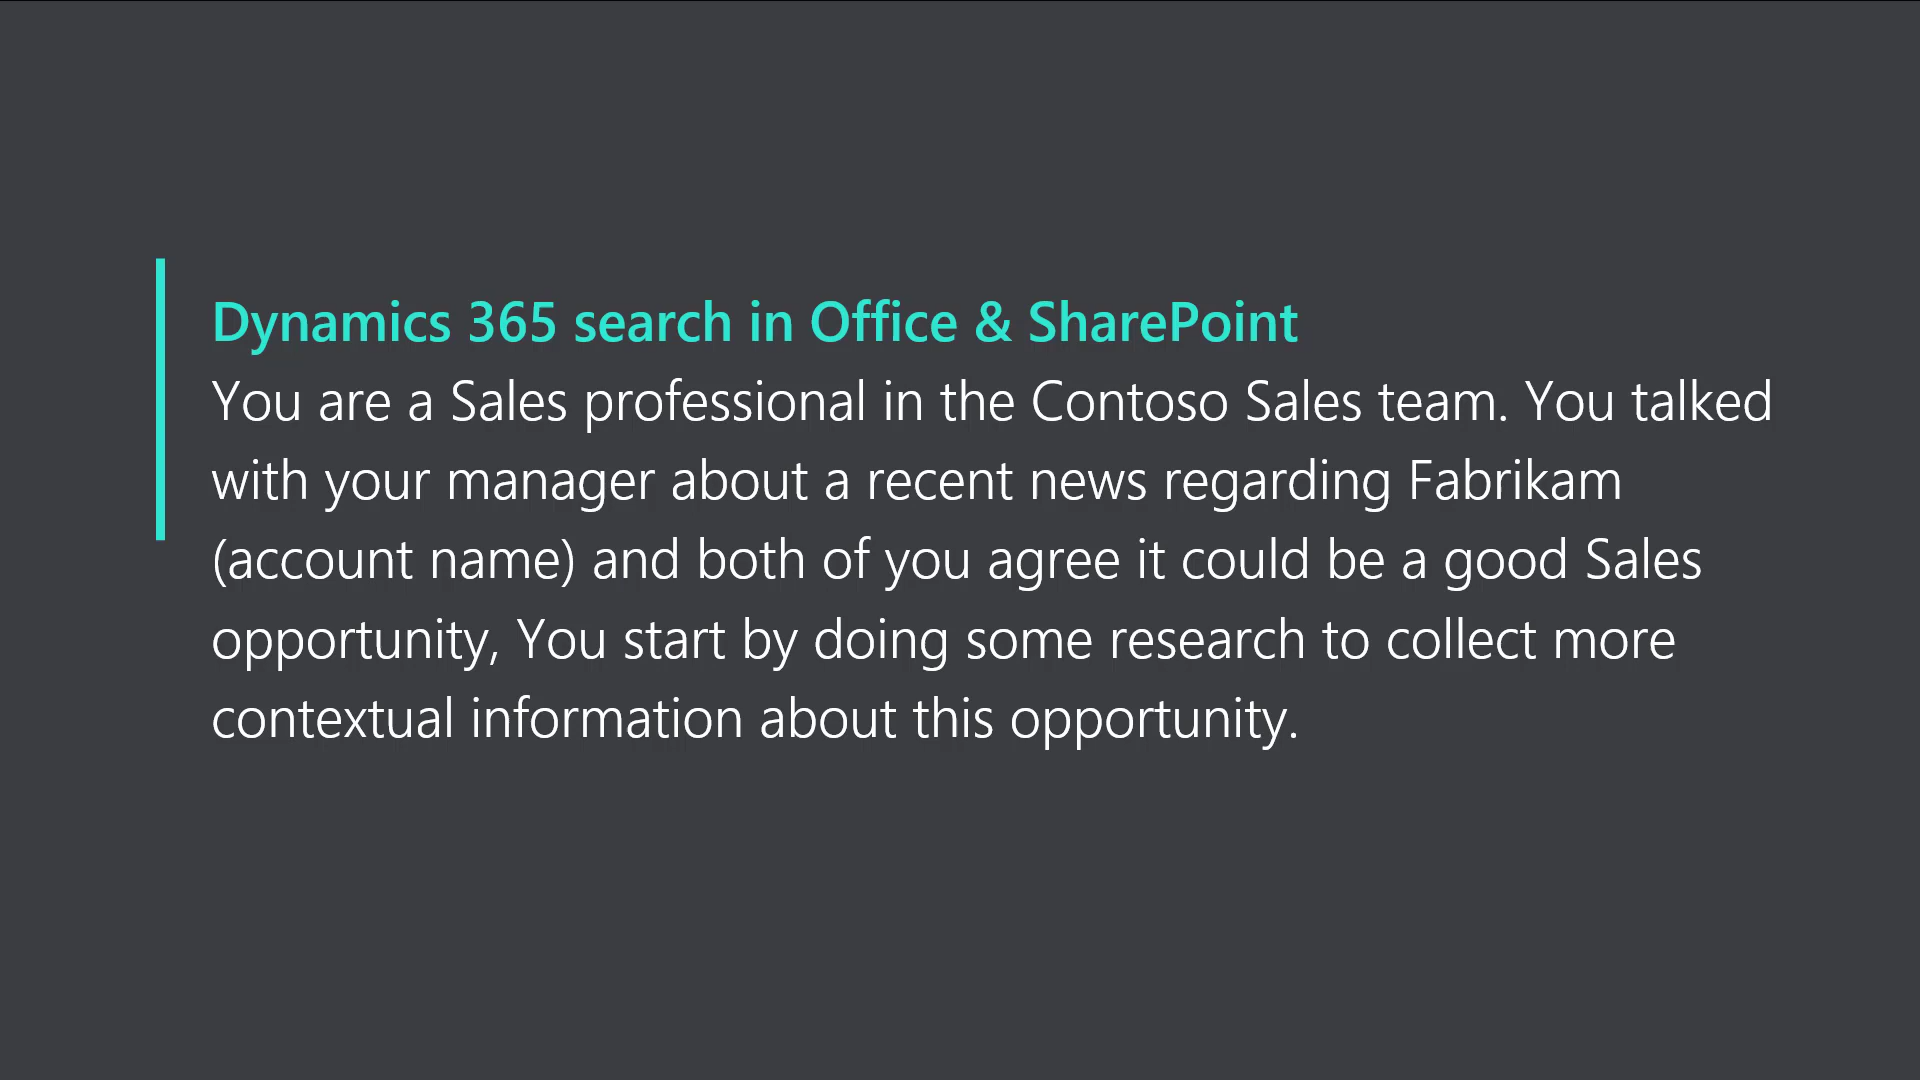 Dynamics 365 search in Office & SharePoint
You are a Sales professional in the Contoso Sales team. You talked
with your manager about a recent news regarding Fabrikam
(account name) and both of you agree it could be a good Sales
opportunity, You start by doing some research to collect more
contextual information about this opportunity.